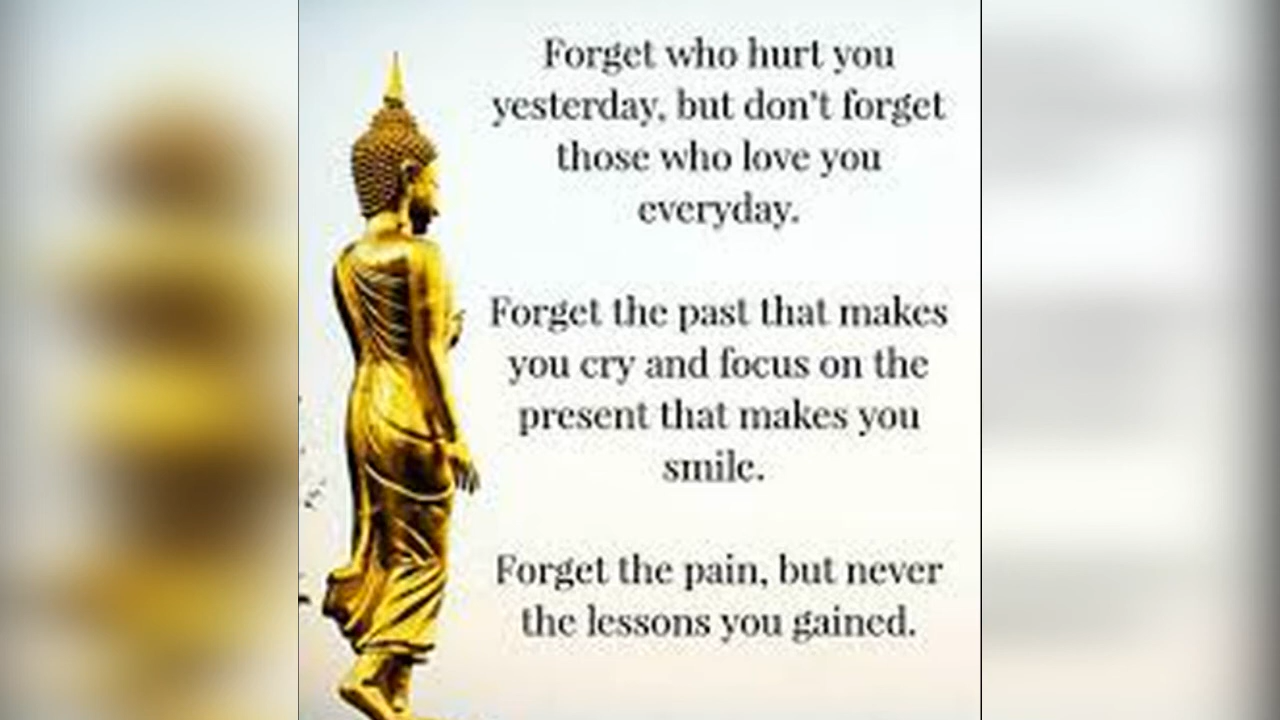 Forget who hurt you
yesterday, but don't forget
those who love you
everyday.
Forget the past that makes
you cry and focus on the
present that makes you
smile.
Forget the pain, but never
the lessons you gained.